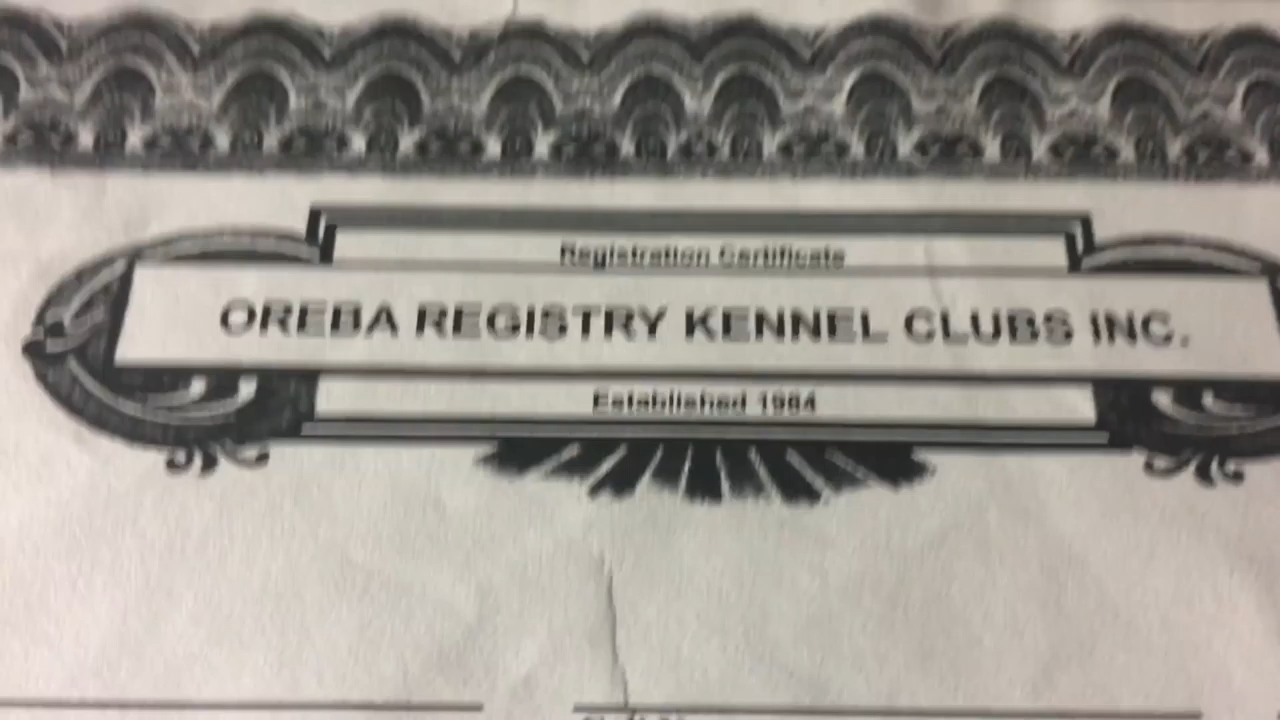 Registration Certificate
OREBA REGISTRY KENNEL CLUBS INC.
Established 1984